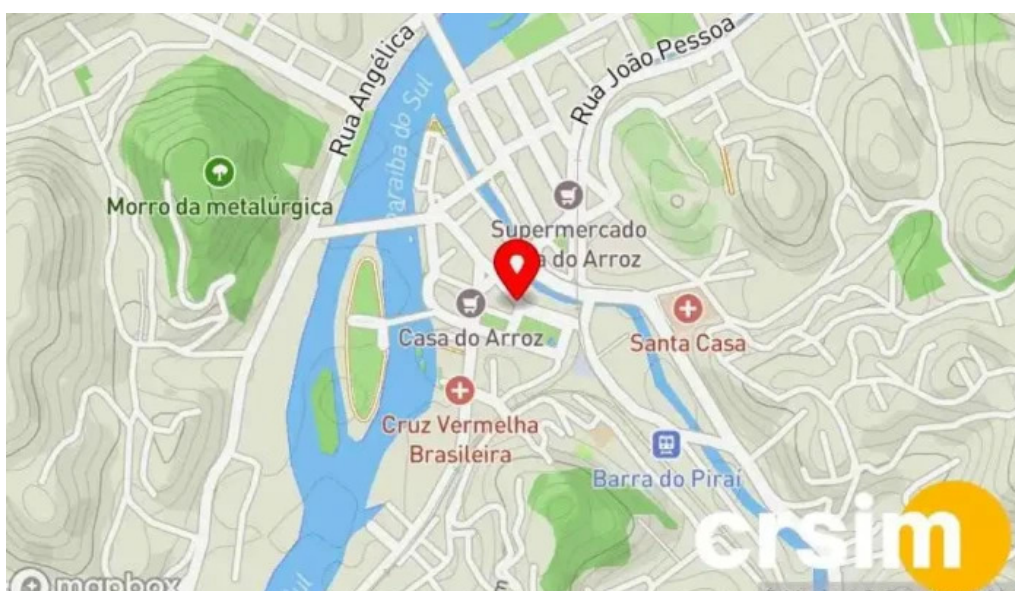 Rua Angélica
Rua João Pessoa
Paraíba do Sul
Morro da metalúrgica
Supermercado
a do Arroz
Casa do Arroz
Santa Casa
Cruz Vermelha
Brasileira
Barra do Piraí
crsim
mapbox
Sul